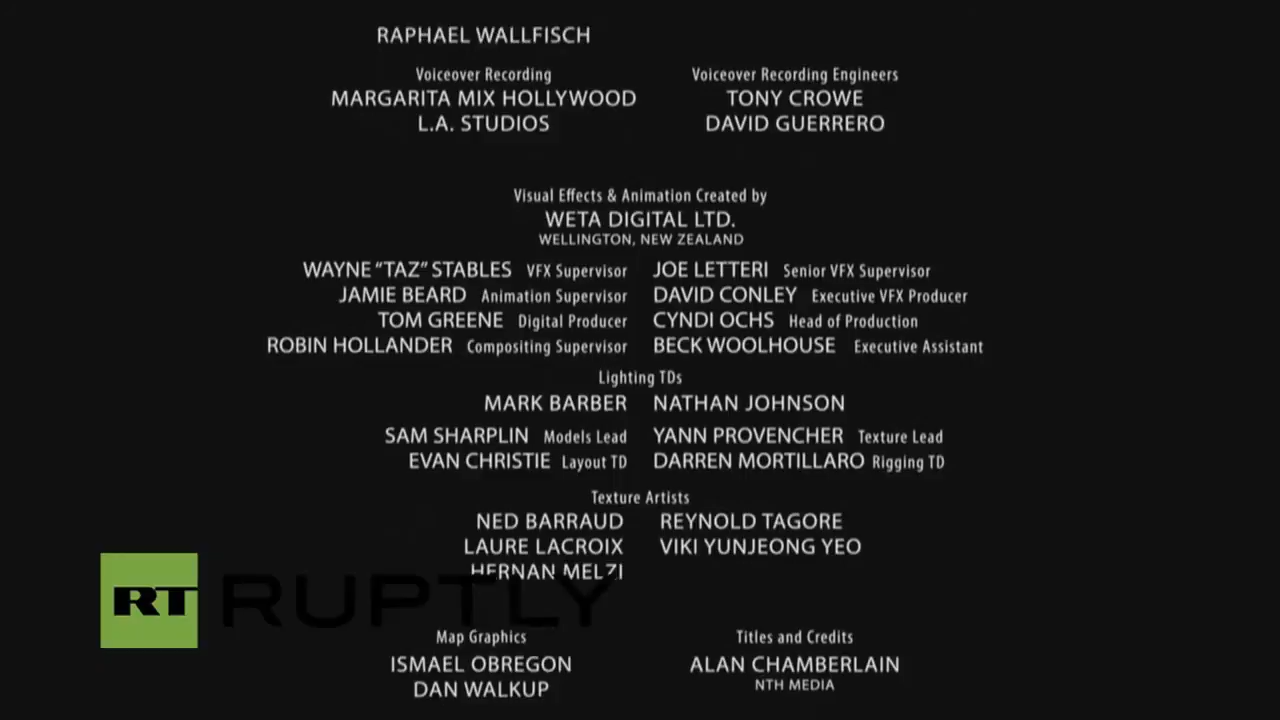 RAPHAEL WALLFISCH
Voiceover Recording
MARGARITA MIX HOLLYWOOD
L.A. STUDIOS
Voiceover Recording Engineers
TONY CROWE
DAVID GUERRERO
Visual Effects & Animation Created by
WETA DIGITAL LTD.
WELLINGTON, NEW ZEALAND
WAYNE “TAZ” STABLES VFX Supervisor
JOE LETTERI Senior VFX Supervisor
JAMIE BEARD Animation Supervisor
DAVID CONLEY Executive VFX Producer
TOM GREENE Digital Producer
CYNDI OCHS Head of Production
ROBIN HOLLANDER Compositing Supervisor
BECK WOOLHOUSE Executive Assistant
Lighting TDs
MARK BARBER NATHAN JOHNSON
SAM SHARPLIN Models Lead
YANN PROVENCHER Texture Lead
EVAN CHRISTIE Layout TD
DARREN MORTILLARO Rigging TD
Texture Artists
NED BARRAUD REYNOLD TAGORE
LAURE LACROIX VIKI YUNJEONG YEO
HERNAN MELZI
RT RUPTLY
Map Graphics
ISMAEL OBREGON
DAN WALKUP
Titles and Credits
ALAN CHAMBERLAIN
NTH MEDIA